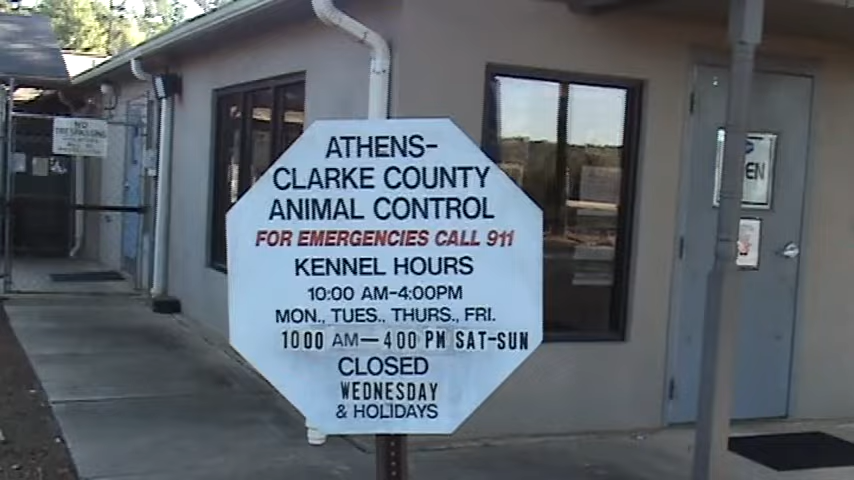 NO
TRESPASSING
ATHENS-
CLARKE COUNTY
ANIMAL CONTROL
FOR EMERGENCIES CALL 911
KENNEL HOURS
10:00 AM-4:00PM
MON., TUES., THURS., FRI.
1000 AM—400 PM SAT-SUN
CLOSED
WEDNESDAY
& HOLIDAYS
EN